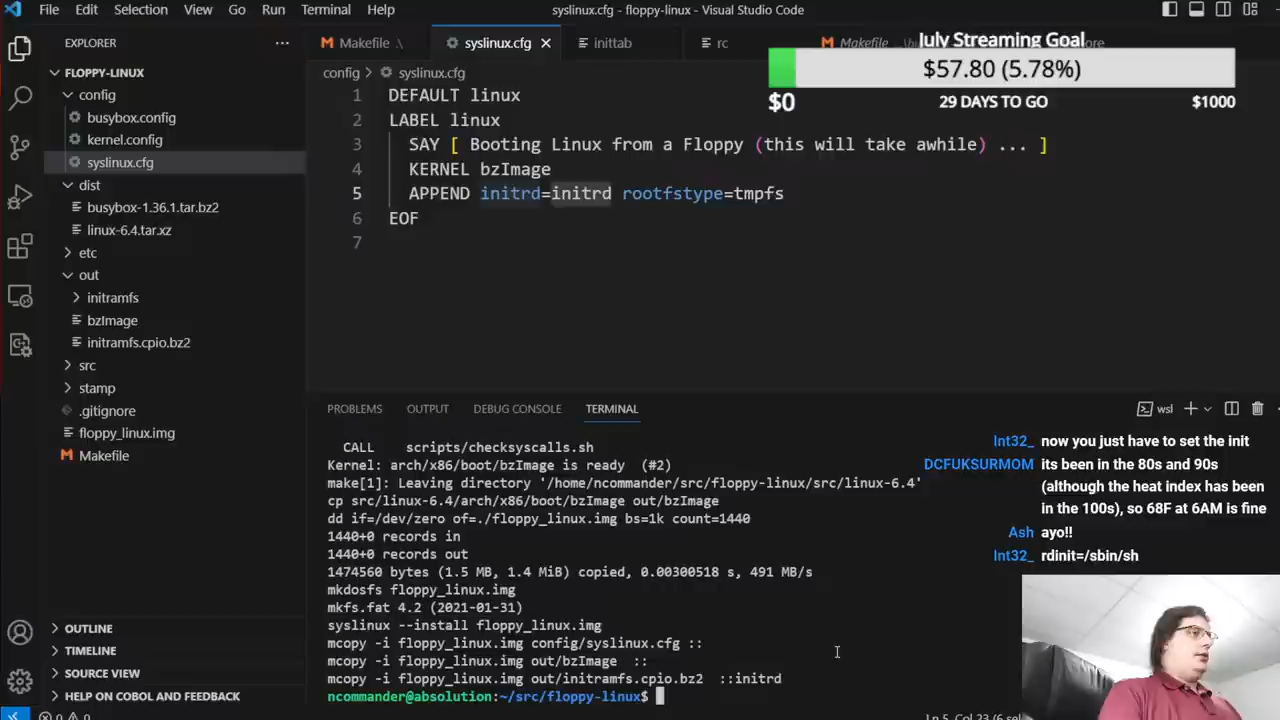 File Edit Selection View Go Run Terminal Help
syslinux.cfg - floppy-linux - Visual Studio Code
EXPLORER
Makefile .\
syslinux.cfg
inittab
rc
Makefile
July Streaming Goal
$57.80 (5.78%)
$0
29 DAYS TO GO
$1000
FLOPPY-LINUX
config
busybox.config
kernel.config
syslinux.cfg
dist
busybox-1.36.1.tar.bz2
linux-6.4.tar.xz
etc
out
initramfs
bzImage
initramfs.cpio.bz2
src
stamp
.gitignore
floppy_linux.img
Makefile
OUTLINE
TIMELINE
SOURCE VIEW
HELP ON COBOL AND FEEDBACK
config > syslinux.cfg
1 DEFAULT linux
2 LABEL linux
3 SAY [ Booting Linux from a Floppy (this will take awhile) ... ]
4 KERNEL bzImage
5 APPEND initrd=initrd rootfstype=tmpfs
6 EOF
7
PROBLEMS OUTPUT DEBUG CONSOLE TERMINAL
wsl
CALL scripts/checksyscalls.sh
Kernel: arch/x86/boot/bzImage is ready (#2)
make[1]: Leaving directory '/home/ncommander/src/floppy-linux/src/linux-6.4'
cp src/linux-6.4/arch/x86/boot/bzImage out/bzImage
dd if=/dev/zero of=./floppy_linux.img bs=1k count=1440
1440+0 records in
1440+0 records out
1474560 bytes (1.5 MB, 1.4 MiB) copied, 0.00300518 s, 491 MB/s
mkdosfs floppy_linux.img
mkfs.fat 4.2 (2021-01-31)
syslinux --install floppy_linux.img
mcopy -i floppy_linux.img config/syslinux.cfg ::
mcopy -i floppy_linux.img out/bzImage ::
mcopy -i floppy_linux.img out/initramfs.cpio.bz2 ::initrd
ncommander@absolution:~/src/floppy-linux$
Int32_ now you just have to set the init
DCFUKSURMOM its been in the 80s and 90s
(although the heat index has been
in the 100s), so 68F at 6AM is fine
Ash ayo!!
Int32_ rdinit=/sbin/sh